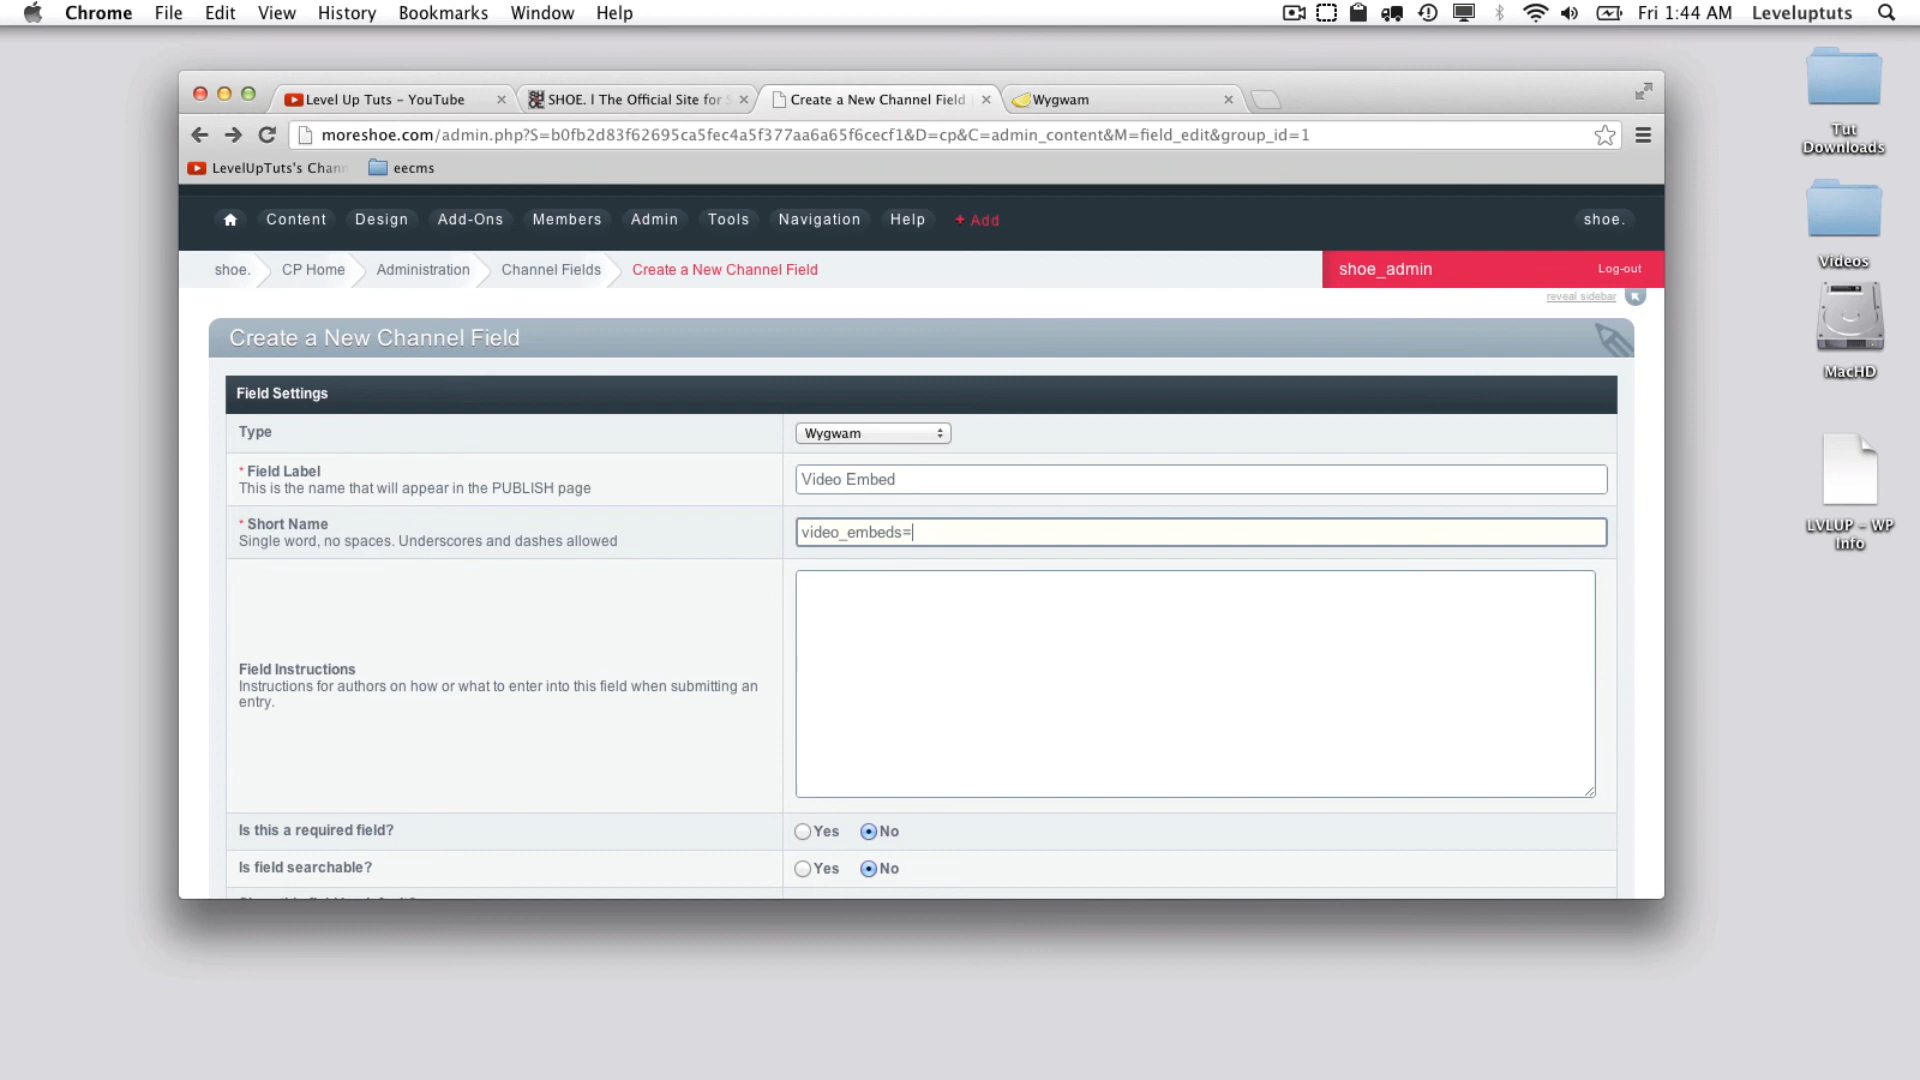 Chrome File Edit View History Bookmarks Window Help Fri 1:44 AM Leveluptuts
Level Up Tuts - YouTube SHOE. | The Official Site for S Create a New Channel Field Wygwam
moreshoe.com/admin.php?S=b0fb2d83f62695ca5fec4a5f377aa6a65f6cecf1&D=cp&C=admin_content&M=field_edit&group_id=1
LevelUpTuts's Chann eecms
Content Design Add-Ons Members Admin Tools Navigation Help + Add shoe.
shoe. CP Home Administration Channel Fields Create a New Channel Field shoe_admin Log-out
reveal sidebar
Create a New Channel Field
Field Settings
Type Wygwam
* Field Label
This is the name that will appear in the PUBLISH page
Video Embed
* Short Name
Single word, no spaces. Underscores and dashes allowed
video_embeds=
Field Instructions
Instructions for authors on how or what to enter into this field when submitting an
entry.
Is this a required field? Yes No
Is field searchable? Yes No
Tut
Downloads
Videos
MacHD
LVLUP - WP
Info